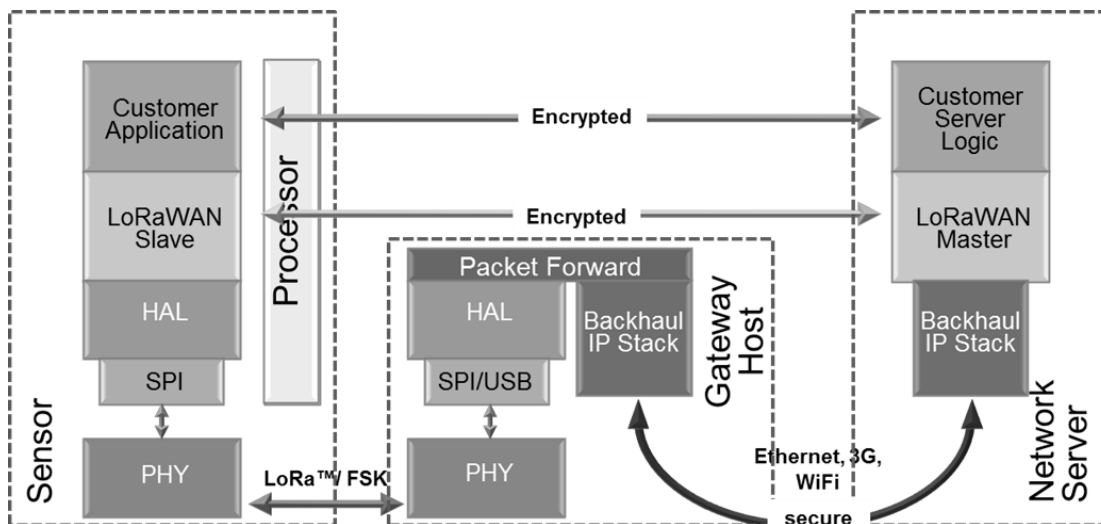 Customer
Application
LoRaWAN
Slave
HAL
SPI
PHY
Processor
Sensor
Encrypted
Encrypted
LoRa™/ FSK
Packet Forward
HAL
SPI/USB
PHY
Backhaul
IP Stack
Gateway
Host
Ethernet, 3G,
WiFi
secure
Customer
Server
Logic
LoRaWAN
Master
Backhaul
IP Stack
Network
Server